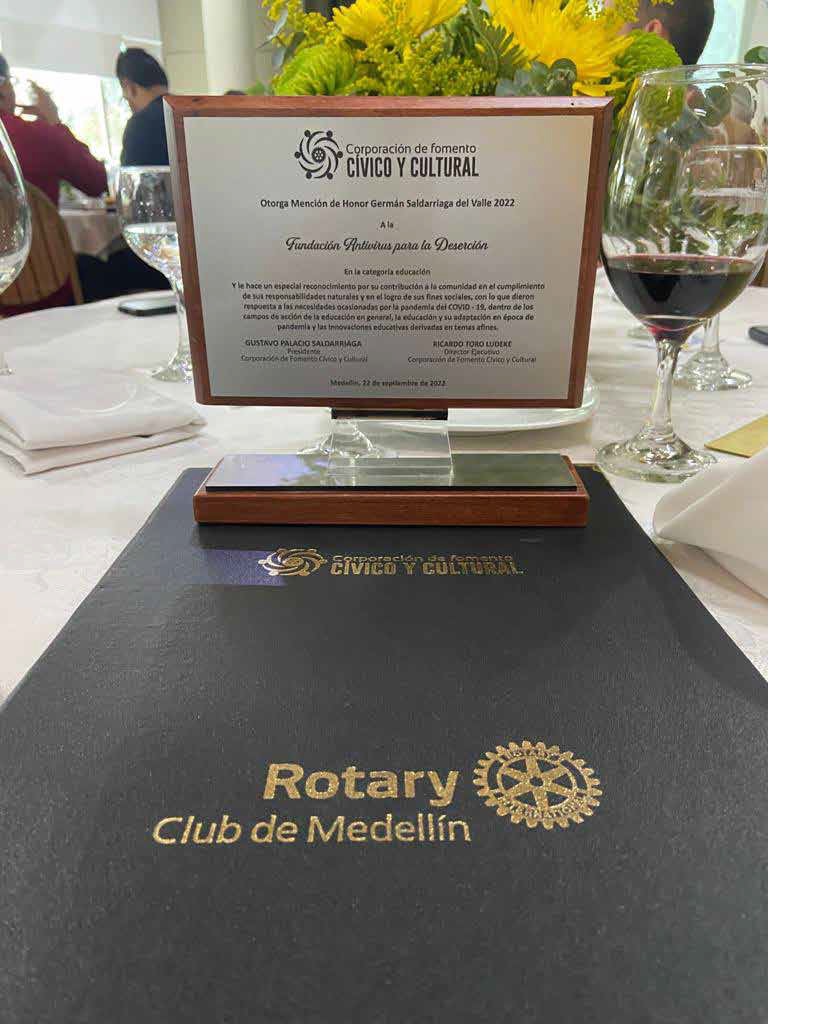 Corporación de fomento
CÍVICO Y CULTURAL
Otorga Mención de Honor Germán Saldarriaga del Valle 2022
A la
Fundación Antivirus para la Deserción
En la categoría educación
Y le hace un especial reconocimiento por su contribución a la comunidad en el cumplimiento
de sus responsabilidades naturales y en el logro de sus fines sociales, con lo que dieron
respuesta a las necesidades ocasionadas por la pandemia del COVID - 19, dentro de los
campos de acción de la educación en general, la educación y su adaptación en época de
pandemia y las innovaciones educativas derivadas en temas afines.
GUSTAVO PALACIO SALDARRIAGA
Presidente
Corporación de Fomento Cívico y Cultural
RICARDO TORO LUDEKE
Director Ejecutivo
Corporación de Fomento Cívico y Cultural
Medellín, 22 de septiembre de 2022
Corporación de fomento
CÍVICO Y CULTURAL
Rotary
Club de Medellín
ROTARY
INTERNATIONAL